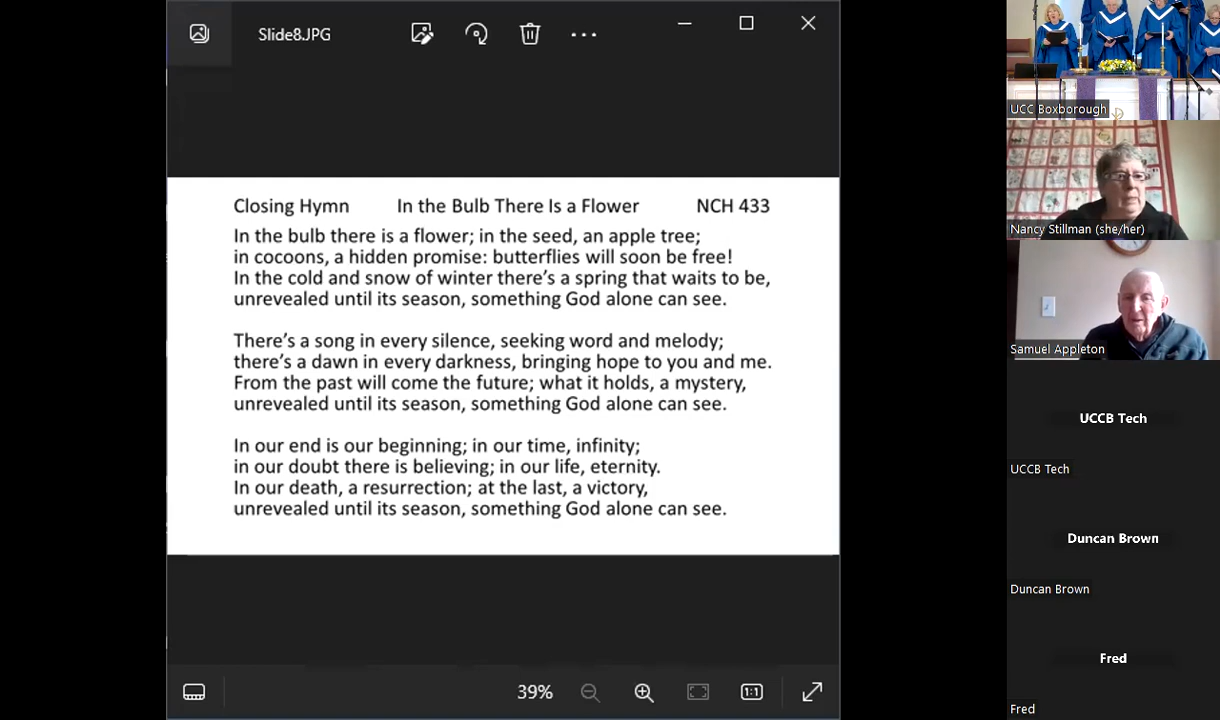 Slide8.JPG
Closing Hymn In the Bulb There Is a Flower NCH 433
In the bulb there is a flower; in the seed, an apple tree;
in cocoons, a hidden promise: butterflies will soon be free!
In the cold and snow of winter there's a spring that waits to be,
unrevealed until its season, something God alone can see.
There's a song in every silence, seeking word and melody;
there's a dawn in every darkness, bringing hope to you and me.
From the past will come the future; what it holds, a mystery,
unrevealed until its season, something God alone can see.
In our end is our beginning; in our time, infinity;
in our doubt there is believing; in our life, eternity.
In our death, a resurrection; at the last, a victory,
unrevealed until its season, something God alone can see.
39%
1:1
UCC Boxborough
Nancy Stillman (she/her)
Samuel Appleton
UCCB Tech
UCCB Tech
Duncan Brown
Duncan Brown
Fred
Fred